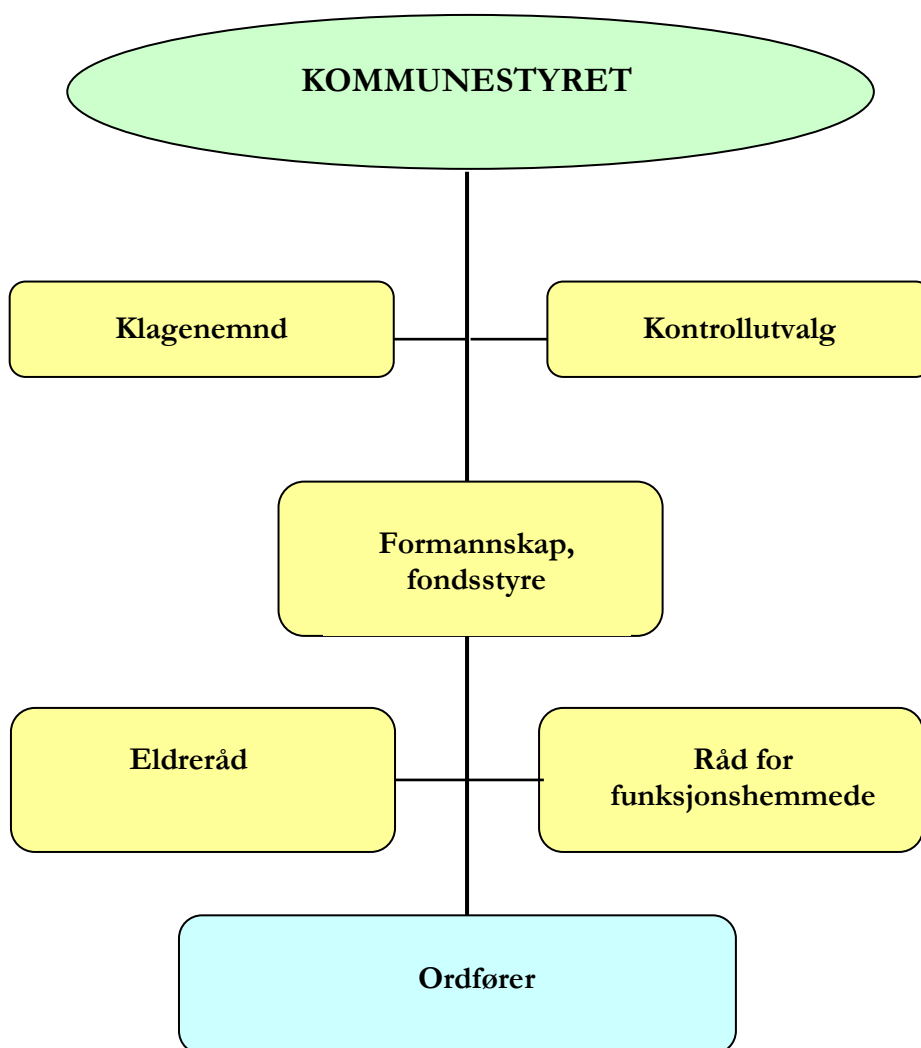 KOMMUNESTYRET
Klagenemnd
Kontrollutvalg
Formannskap,
fondsstyre
Eldreråd
Råd for
funksjonshemmede
Ordfører